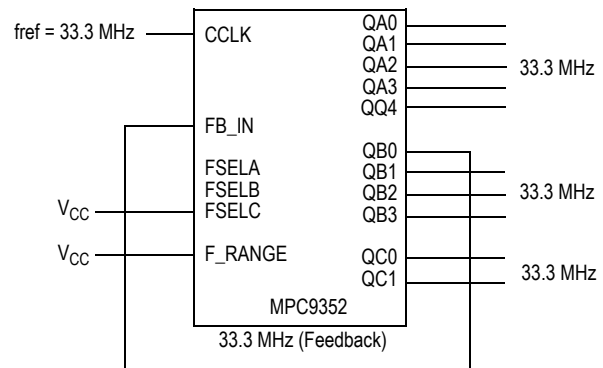 fref = 33.3 MHz
CCLK
QA0
QA1
QA2
QA3
QQ4
33.3 MHz
FB_IN
QB0
QB1
QB2
QB3
33.3 MHz
FSELA
FSELB
VCC
FSELC
VCC
F_RANGE
QC0
QC1
33.3 MHz
MPC9352
33.3 MHz (Feedback)